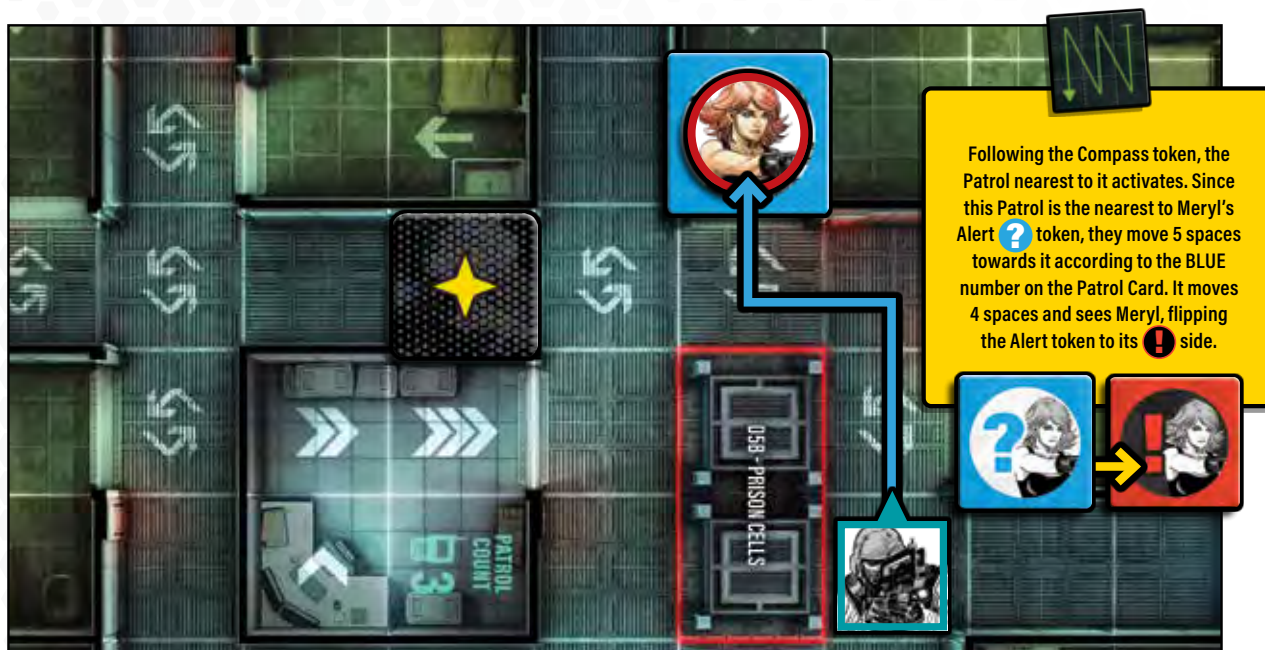 Following the Compass token, the
Patrol nearest to it activates. Since
this Patrol is the nearest to Meryl's
Alert ? token, they move 5 spaces
towards it according to the BLUE
number on the Patrol Card. It moves
4 spaces and sees Meryl, flipping
the Alert token to its ! side.
? !
058 - PRISON CELLS
PATROL
COUNT
3